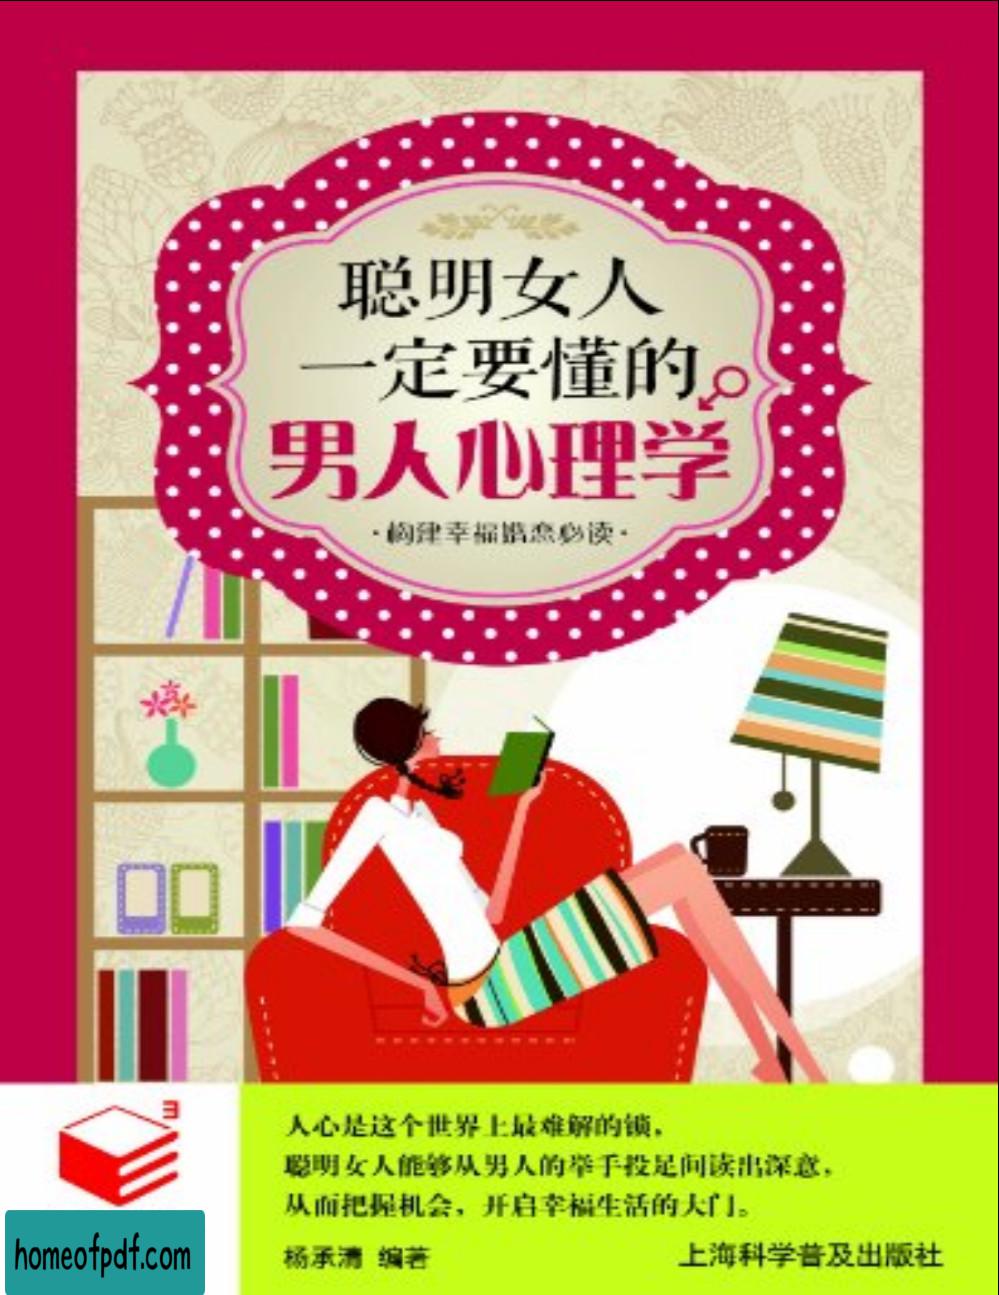 聪明女人
一定要懂的
男人心理学
·构建幸福婚恋必读·
3
人心是这个世界上最难解的锁，
聪明女人能够从男人的举手投足间读出深意，
从而把握机会，开启幸福生活的大门。
杨承清 编著
上海科学普及出版社
homeofpdf.com